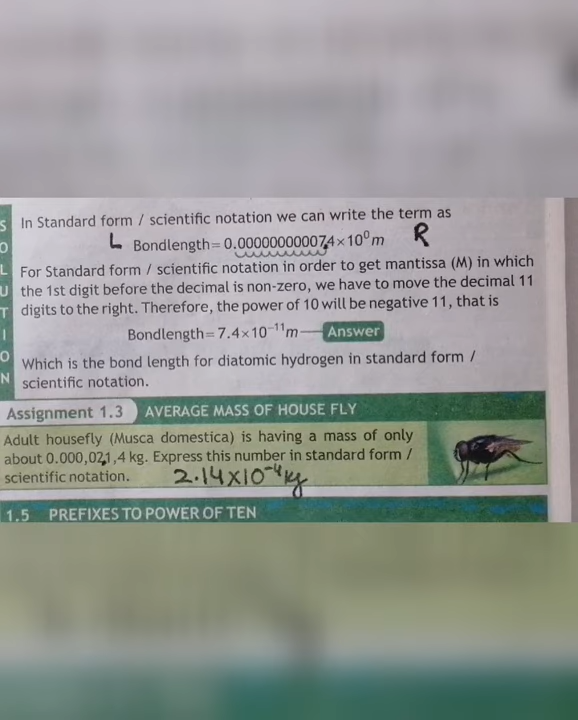 In Standard form / scientific notation we can write the term as
L Bondlength= 0.000000000074×10⁰m R
For Standard form / scientific notation in order to get mantissa (M) in which
the 1st digit before the decimal is non-zero, we have to move the decimal 11
digits to the right. Therefore, the power of 10 will be negative 11, that is
Bondlength=7.4×10⁻¹¹m—Answer
Which is the bond length for diatomic hydrogen in standard form /
scientific notation.
SOLUTION
Assignment 1.3 AVERAGE MASS OF HOUSE FLY
Adult housefly (Musca domestica) is having a mass of only
about 0.000,021,4 kg. Express this number in standard form /
scientific notation. 2.14×10⁻⁴kg
1.5 PREFIXES TO POWER OF TEN